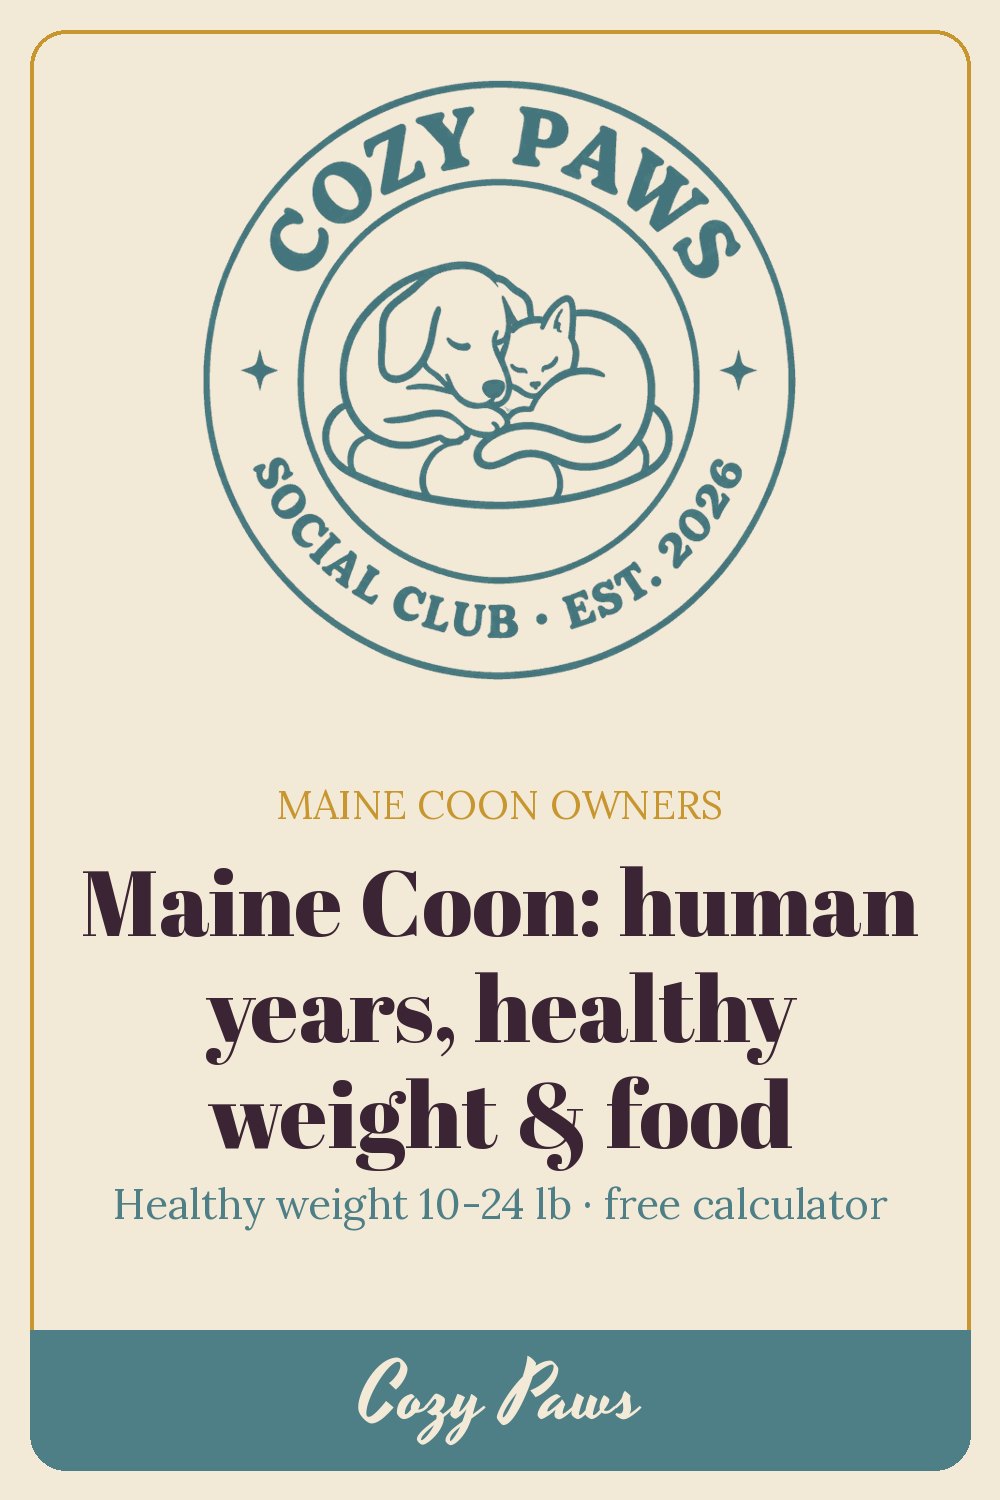 COZY PAWS
SOCIAL CLUB · EST. 2026
MAINE COON OWNERS
Maine Coon: human
years, healthy
weight & food
Healthy weight 10–24 lb · free calculator
Cozy Paws